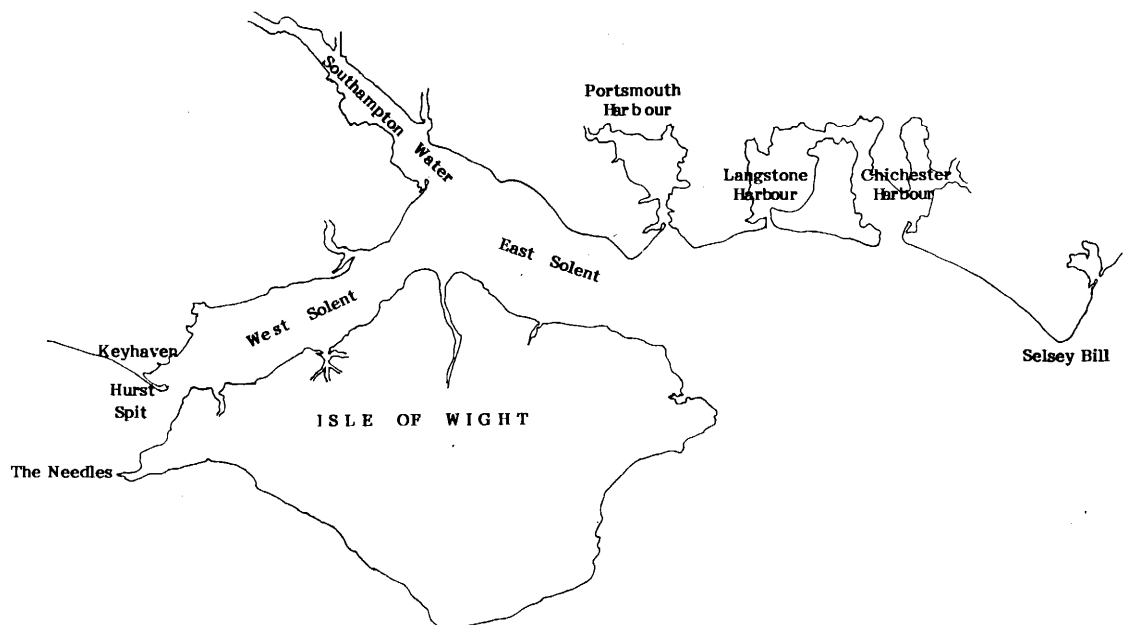 Southampton Water
Portsmouth
Harbour
Langstone
Harbour
Chichester
Harbour
East Solent
West Solent
Keyhaven
Hurst
Spit
Selsey Bill
ISLE OF WIGHT
The Needles